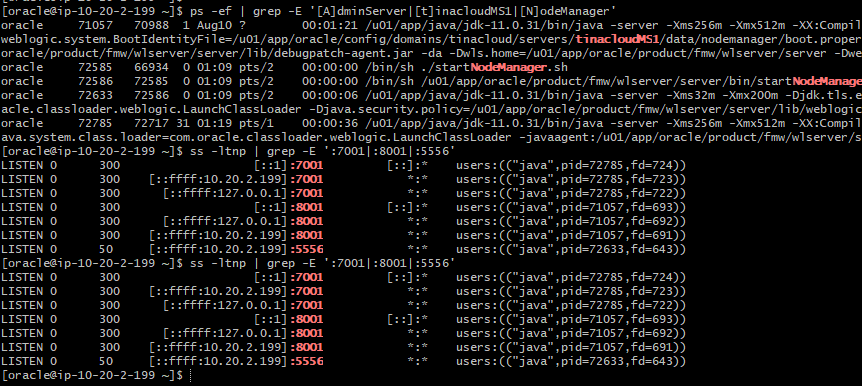 [oracle@ip-10-20-2-199 ~]$ ps -ef | grep -E '[A]dminServer|[t]inacloudMS1|[N]odeManager'
oracle     71057   70988  1 Aug10 ?        00:01:21 /u01/app/oracle/java/jdk-11.0.31/bin/java -server -Xms256m -Xmx512m -XX:Compil
weblogic.system.BootIdentityFile=/u01/app/oracle/config/domains/tinacloud/servers/tinacloudMS1/data/nodemanager/boot.proper
oracle/product/fmw/wlserver/server/lib/debugpatch-agent.jar -da -Dwls.home=/u01/app/oracle/product/fmw/wlserver/server -Dwe
oracle     72585   66934  0 01:09 pts/2    00:00:00 /bin/sh ./startNodeManager.sh
oracle     72586   72585  0 01:09 pts/2    00:00:00 /bin/sh /u01/app/oracle/product/fmw/wlserver/server/bin/startNodeManage
oracle     72633   72586  0 01:09 pts/2    00:00:06 /u01/app/oracle/java/jdk-11.0.31/bin/java -server -Xms32m -Xmx200m -Djdk.tls.
acle.classloader.weblogic.LaunchClassLoader -Djava.security.policy=/u01/app/oracle/product/fmw/wlserver/server/lib/weblogic
oracle     72785   72717 31 01:19 pts/1    00:00:36 /u01/app/oracle/java/jdk-11.0.31/bin/java -server -Xms256m -Xmx512m -XX:Compil
ava.system.class.loader=com.oracle.classloader.weblogic.LaunchClassLoader -javaagent:/u01/app/oracle/product/fmw/wlserver/s
[oracle@ip-10-20-2-199 ~]$ ss -ltnp | grep -E ':7001|:8001|:5556'
LISTEN 0      300                 [::1]:7001          [::]:*    users:(("java",pid=72785,fd=724))
LISTEN 0      300    [::ffff:10.20.2.199]:7001             *:*    users:(("java",pid=72785,fd=723))
LISTEN 0      300      [::ffff:127.0.0.1]:7001             *:*    users:(("java",pid=72785,fd=722))
LISTEN 0      300                 [::1]:8001          [::]:*    users:(("java",pid=71057,fd=693))
LISTEN 0      300      [::ffff:127.0.0.1]:8001             *:*    users:(("java",pid=71057,fd=692))
LISTEN 0      300    [::ffff:10.20.2.199]:8001             *:*    users:(("java",pid=71057,fd=691))
LISTEN 0      50     [::ffff:10.20.2.199]:5556             *:*    users:(("java",pid=72633,fd=643))
[oracle@ip-10-20-2-199 ~]$ ss -ltnp | grep -E ':7001|:8001|:5556'
LISTEN 0      300                 [::1]:7001          [::]:*    users:(("java",pid=72785,fd=724))
LISTEN 0      300    [::ffff:10.20.2.199]:7001             *:*    users:(("java",pid=72785,fd=723))
LISTEN 0      300      [::ffff:127.0.0.1]:7001             *:*    users:(("java",pid=72785,fd=722))
LISTEN 0      300                 [::1]:8001          [::]:*    users:(("java",pid=71057,fd=693))
LISTEN 0      300      [::ffff:127.0.0.1]:8001             *:*    users:(("java",pid=71057,fd=692))
LISTEN 0      300    [::ffff:10.20.2.199]:8001             *:*    users:(("java",pid=71057,fd=691))
LISTEN 0      50     [::ffff:10.20.2.199]:5556             *:*    users:(("java",pid=72633,fd=643))
[oracle@ip-10-20-2-199 ~]$